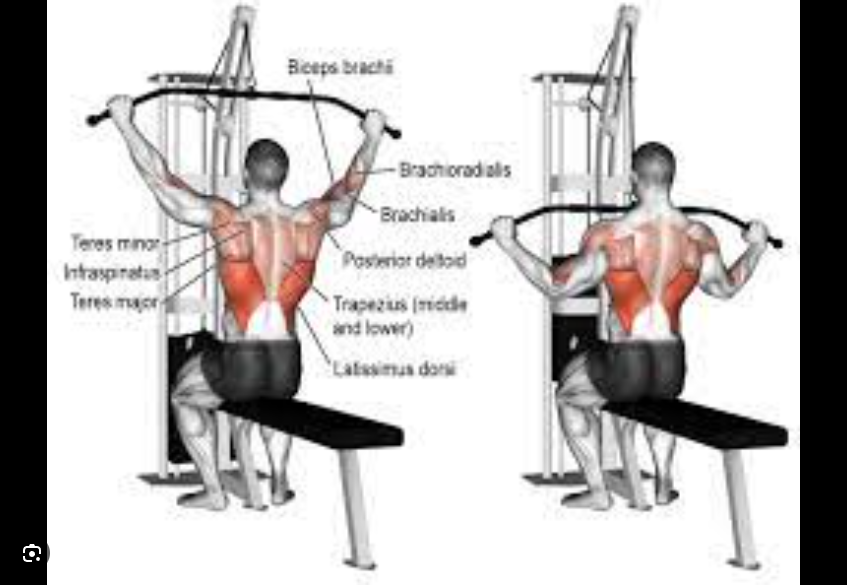 Biceps brachii
Brachioradialis
Brachialis
Teres minor
Posterior deltoid
Infraspinatus
Teres major
Trapezius (middle
and lower)
Latissimus dorsi